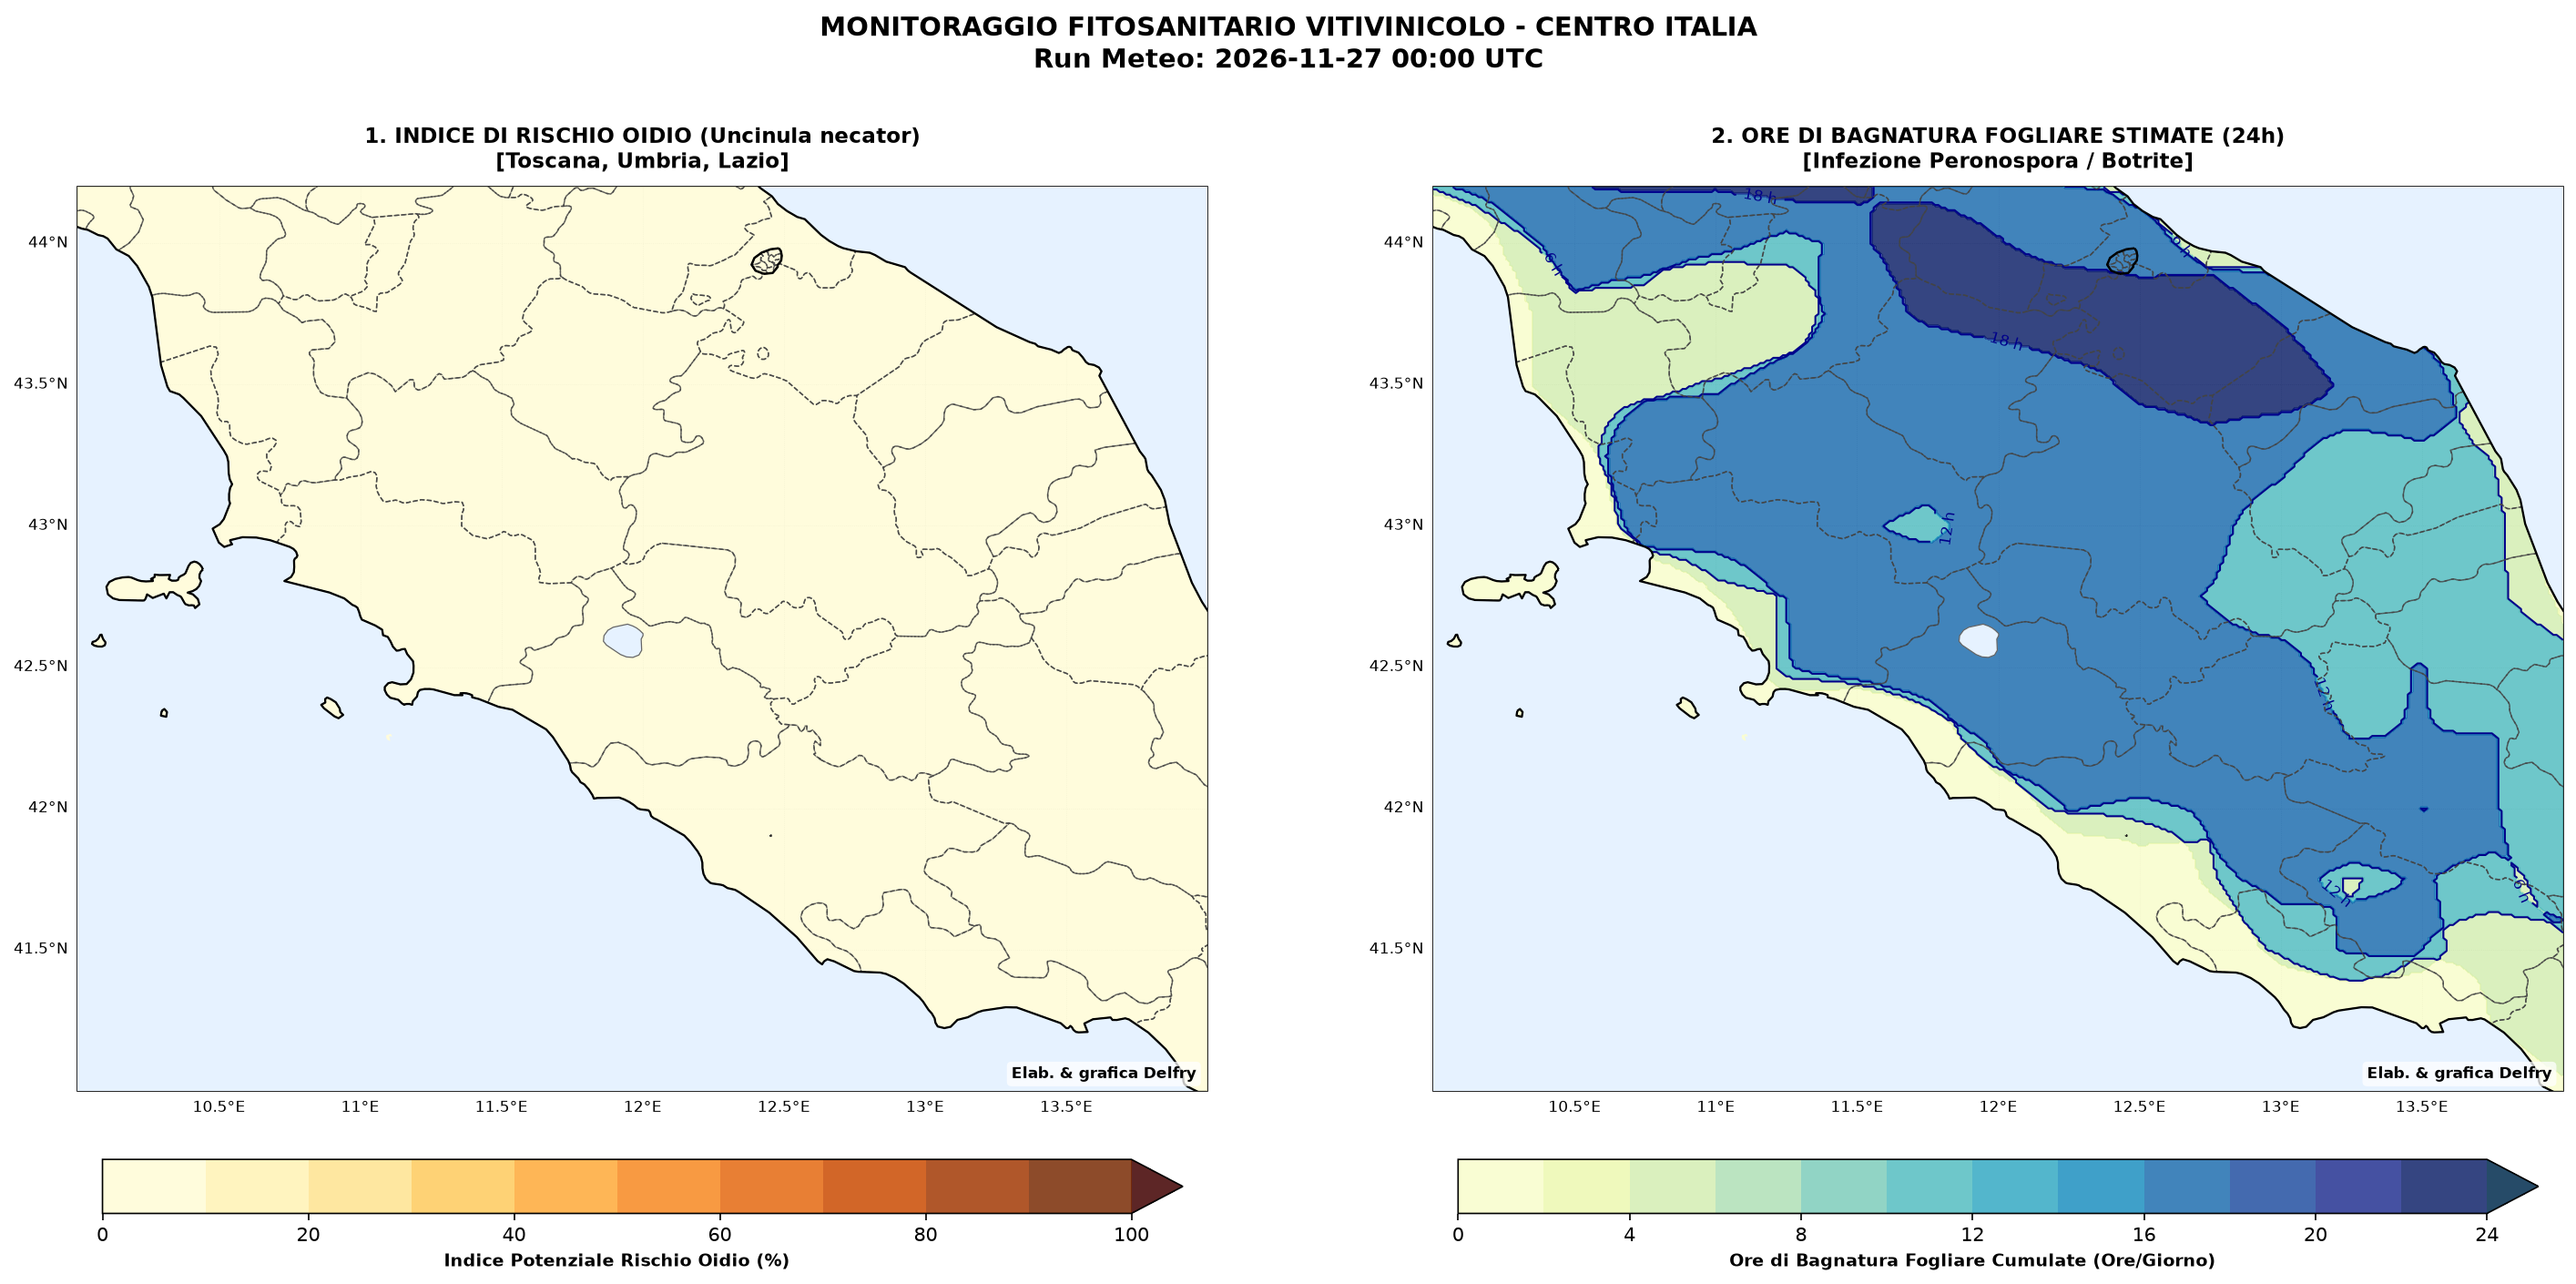 MONITORAGGIO FITOSANITARIO VITIVINICOLO - CENTRO ITALIA
Run Meteo: 2026-11-27 00:00 UTC
1. INDICE DI RISCHIO OIDIO (Uncinula necator)
[Toscana, Umbria, Lazio]
44°N
43.5°N
43°N
42.5°N
42°N
41.5°N
10.5°E 11°E 11.5°E 12°E 12.5°E 13°E 13.5°E
Elab. & grafica Delfry
0 20 40 60 80 100
Indice Potenziale Rischio Oidio (%)
2. ORE DI BAGNATURA FOGLIARE STIMATE (24h)
[Infezione Peronospora / Botrite]
44°N
43.5°N
43°N
42.5°N
42°N
41.5°N
18 h
6 h
18 h
12 h
12 h
12 h
10.5°E 11°E 11.5°E 12°E 12.5°E 13°E 13.5°E
Elab. & grafica Delfry
0 4 8 12 16 20 24
Ore di Bagnatura Fogliare Cumulate (Ore/Giorno)